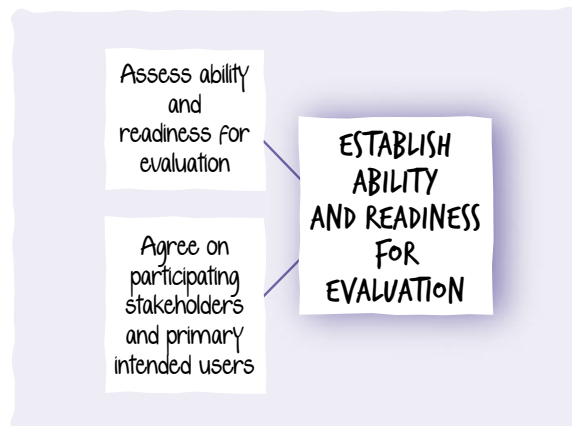 Assess ability
and
readiness for
evaluation
Agree on
participating
stakeholders
and primary
intended users
ESTABLISH
ABILITY
AND READINESS
FOR
EVALUATION